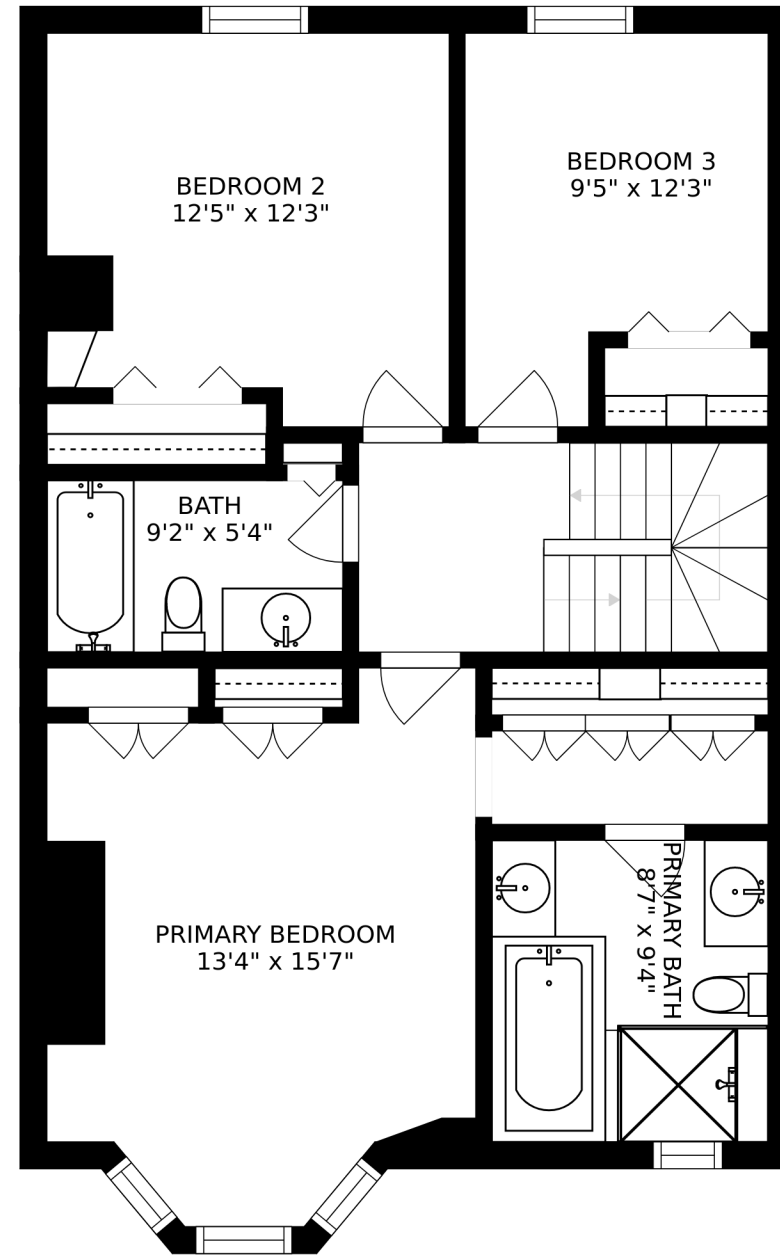 BEDROOM 2
12'5" x 12'3"
BEDROOM 3
9'5" x 12'3"
BATH
9'2" x 5'4"
PRIMARY BEDROOM
13'4" x 15'7"
PRIMARY BATH
8'7" x 9'4"